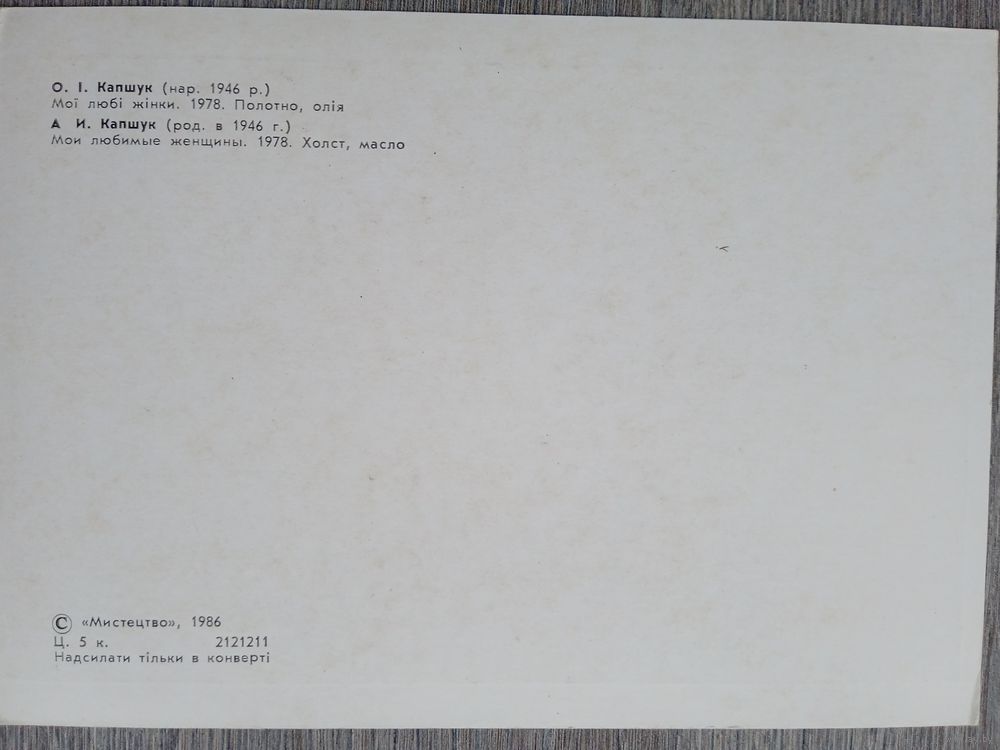 О. І. Капшук (нар. 1946 р.)
Мої любі жінки. 1978. Полотно, олія
А И. Капшук (род. в 1946 г.)
Мои любимые женщины. 1978. Холст, масло
© «Мистецтво», 1986
Ц. 5 к. 2121211
Надсилати тільки в конверті